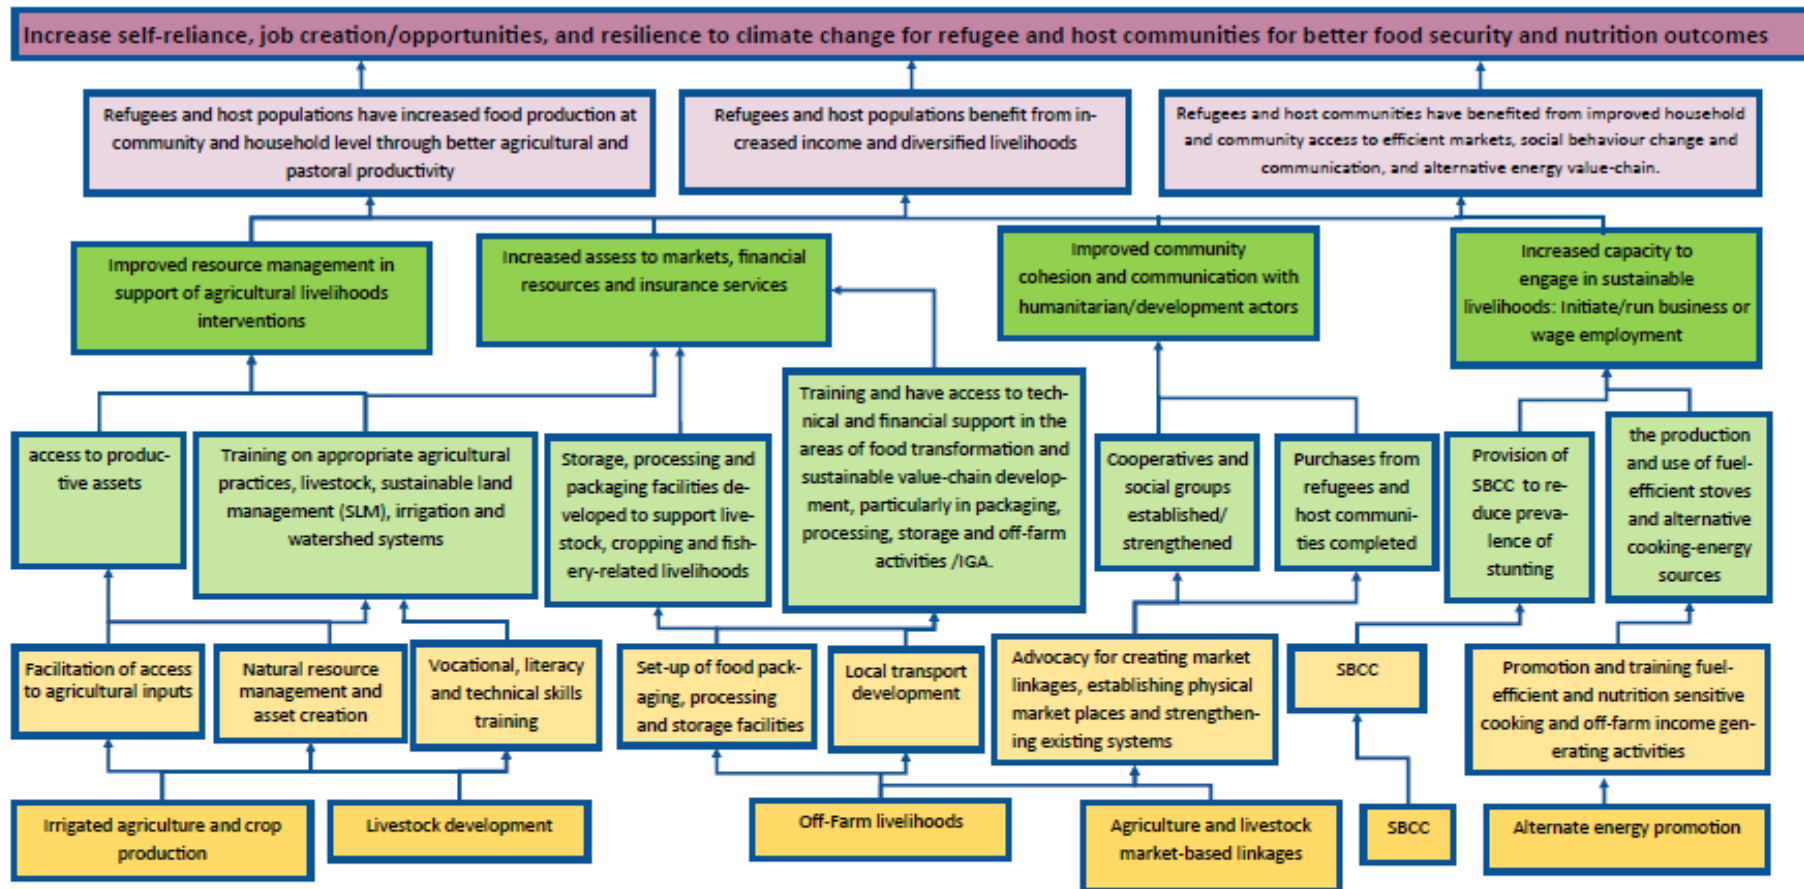 Increase self-reliance, job creation/opportunities, and resilience to climate change for refugee and host communities for better food security and nutrition outcomes
Refugees and host populations have increased food production at
community and household level through better agricultural and
pastoral productivity
Refugees and host populations benefit from in-
creased income and diversified livelihoods
Refugees and host communities have benefited from improved household
and community access to efficient markets, social behaviour change and
communication, and alternative energy value-chain.
Improved resource management in
support of agricultural livelihoods
interventions
Increased assess to markets, financial
resources and insurance services
Improved community
cohesion and communication with
humanitarian/development actors
Increased capacity to
engage in sustainable
livelihoods: Initiate/run business or
wage employment
access to produc-
tive assets
Training on appropriate agricultural
practices, livestock, sustainable land
management (SLM), irrigation and
watershed systems
Storage, processing and
packaging facilities de-
veloped to support live-
stock, cropping and fish-
ery-related livelihoods
Training and have access to tech-
nical and financial support in the
areas of food transformation and
sustainable value-chain develop-
ment, particularly in packaging,
processing, storage and off-farm
activities /IGA.
Cooperatives and
social groups
established/
strengthened
Purchases from
refugees and
host communi-
ties completed
Provision of
SBCC to re-
duce preva-
lence of
stunting
the production
and use of fuel-
efficient stoves
and alternative
cooking-energy
sources
Facilitation of access
to agricultural inputs
Natural resource
management and
asset creation
Vocational, literacy
and technical skills
training
Set-up of food pack-
aging, processing
and storage facilities
Local transport
development
Advocacy for creating market
linkages, establishing physical
market places and strengthen-
ing existing systems
SBCC
Promotion and training fuel-
efficient and nutrition sensitive
cooking and off-farm income gen-
erating activities
Irrigated agriculture and crop
production
Livestock development
Off-Farm livelihoods
Agriculture and livestock
market-based linkages
SBCC
Alternate energy promotion